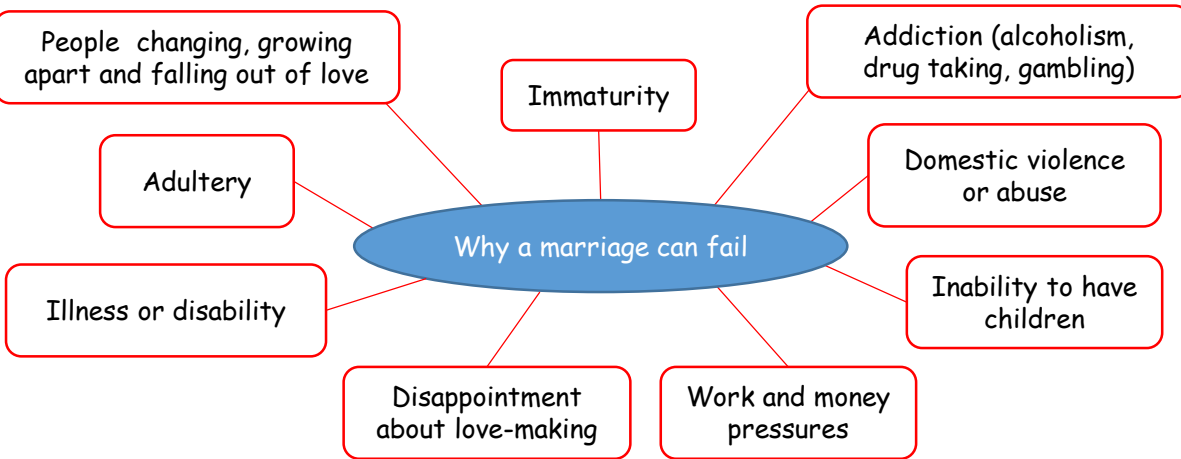 People changing, growing
apart and falling out of love
Immaturity
Addiction (alcoholism,
drug taking, gambling)
Adultery
Domestic violence
or abuse
Why a marriage can fail
Illness or disability
Inability to have
children
Disappointment
about love-making
Work and money
pressures